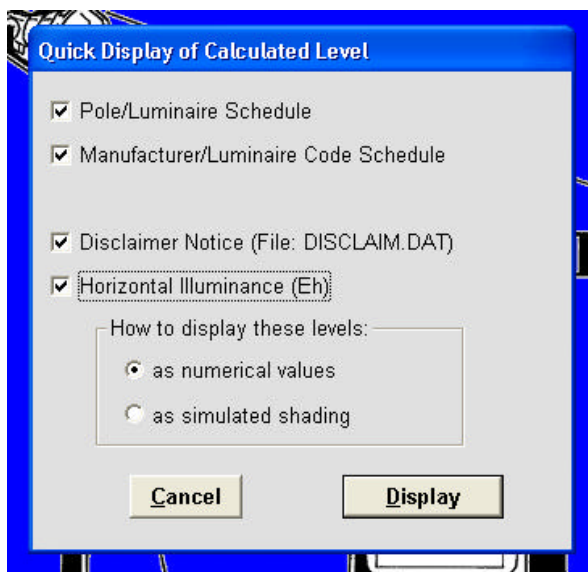 Quick Display of Calculated Level
Pole/Luminaire Schedule
Manufacturer/Luminaire Code Schedule
Disclaimer Notice (File: DISCLAIM.DAT)
Horizontal Illuminance (Eh)
How to display these levels:
as numerical values
as simulated shading
Cancel Display